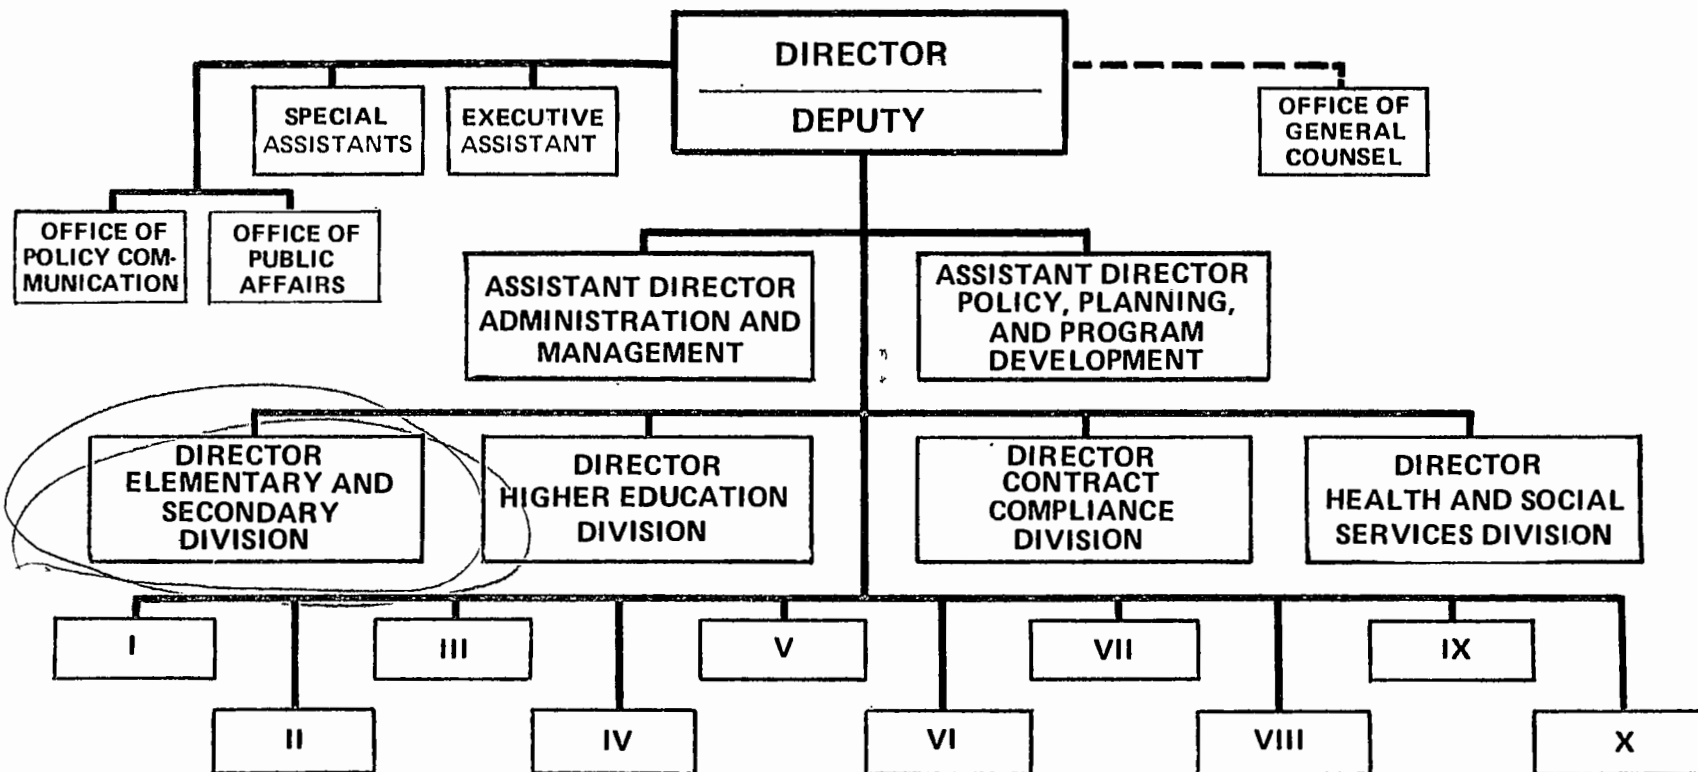 DIRECTOR
DEPUTY
SPECIAL
ASSISTANTS
EXECUTIVE
ASSISTANT
OFFICE OF
GENERAL
COUNSEL
OFFICE OF
POLICY COM-
MUNICATION
OFFICE OF
PUBLIC
AFFAIRS
ASSISTANT DIRECTOR
ADMINISTRATION AND
MANAGEMENT
ASSISTANT DIRECTOR
POLICY, PLANNING,
AND PROGRAM
DEVELOPMENT
DIRECTOR
ELEMENTARY AND
SECONDARY
DIVISION
DIRECTOR
HIGHER EDUCATION
DIVISION
DIRECTOR
CONTRACT
COMPLIANCE
DIVISION
DIRECTOR
HEALTH AND SOCIAL
SERVICES DIVISION
I
II
III
IV
V
VI
VII
VIII
IX
X